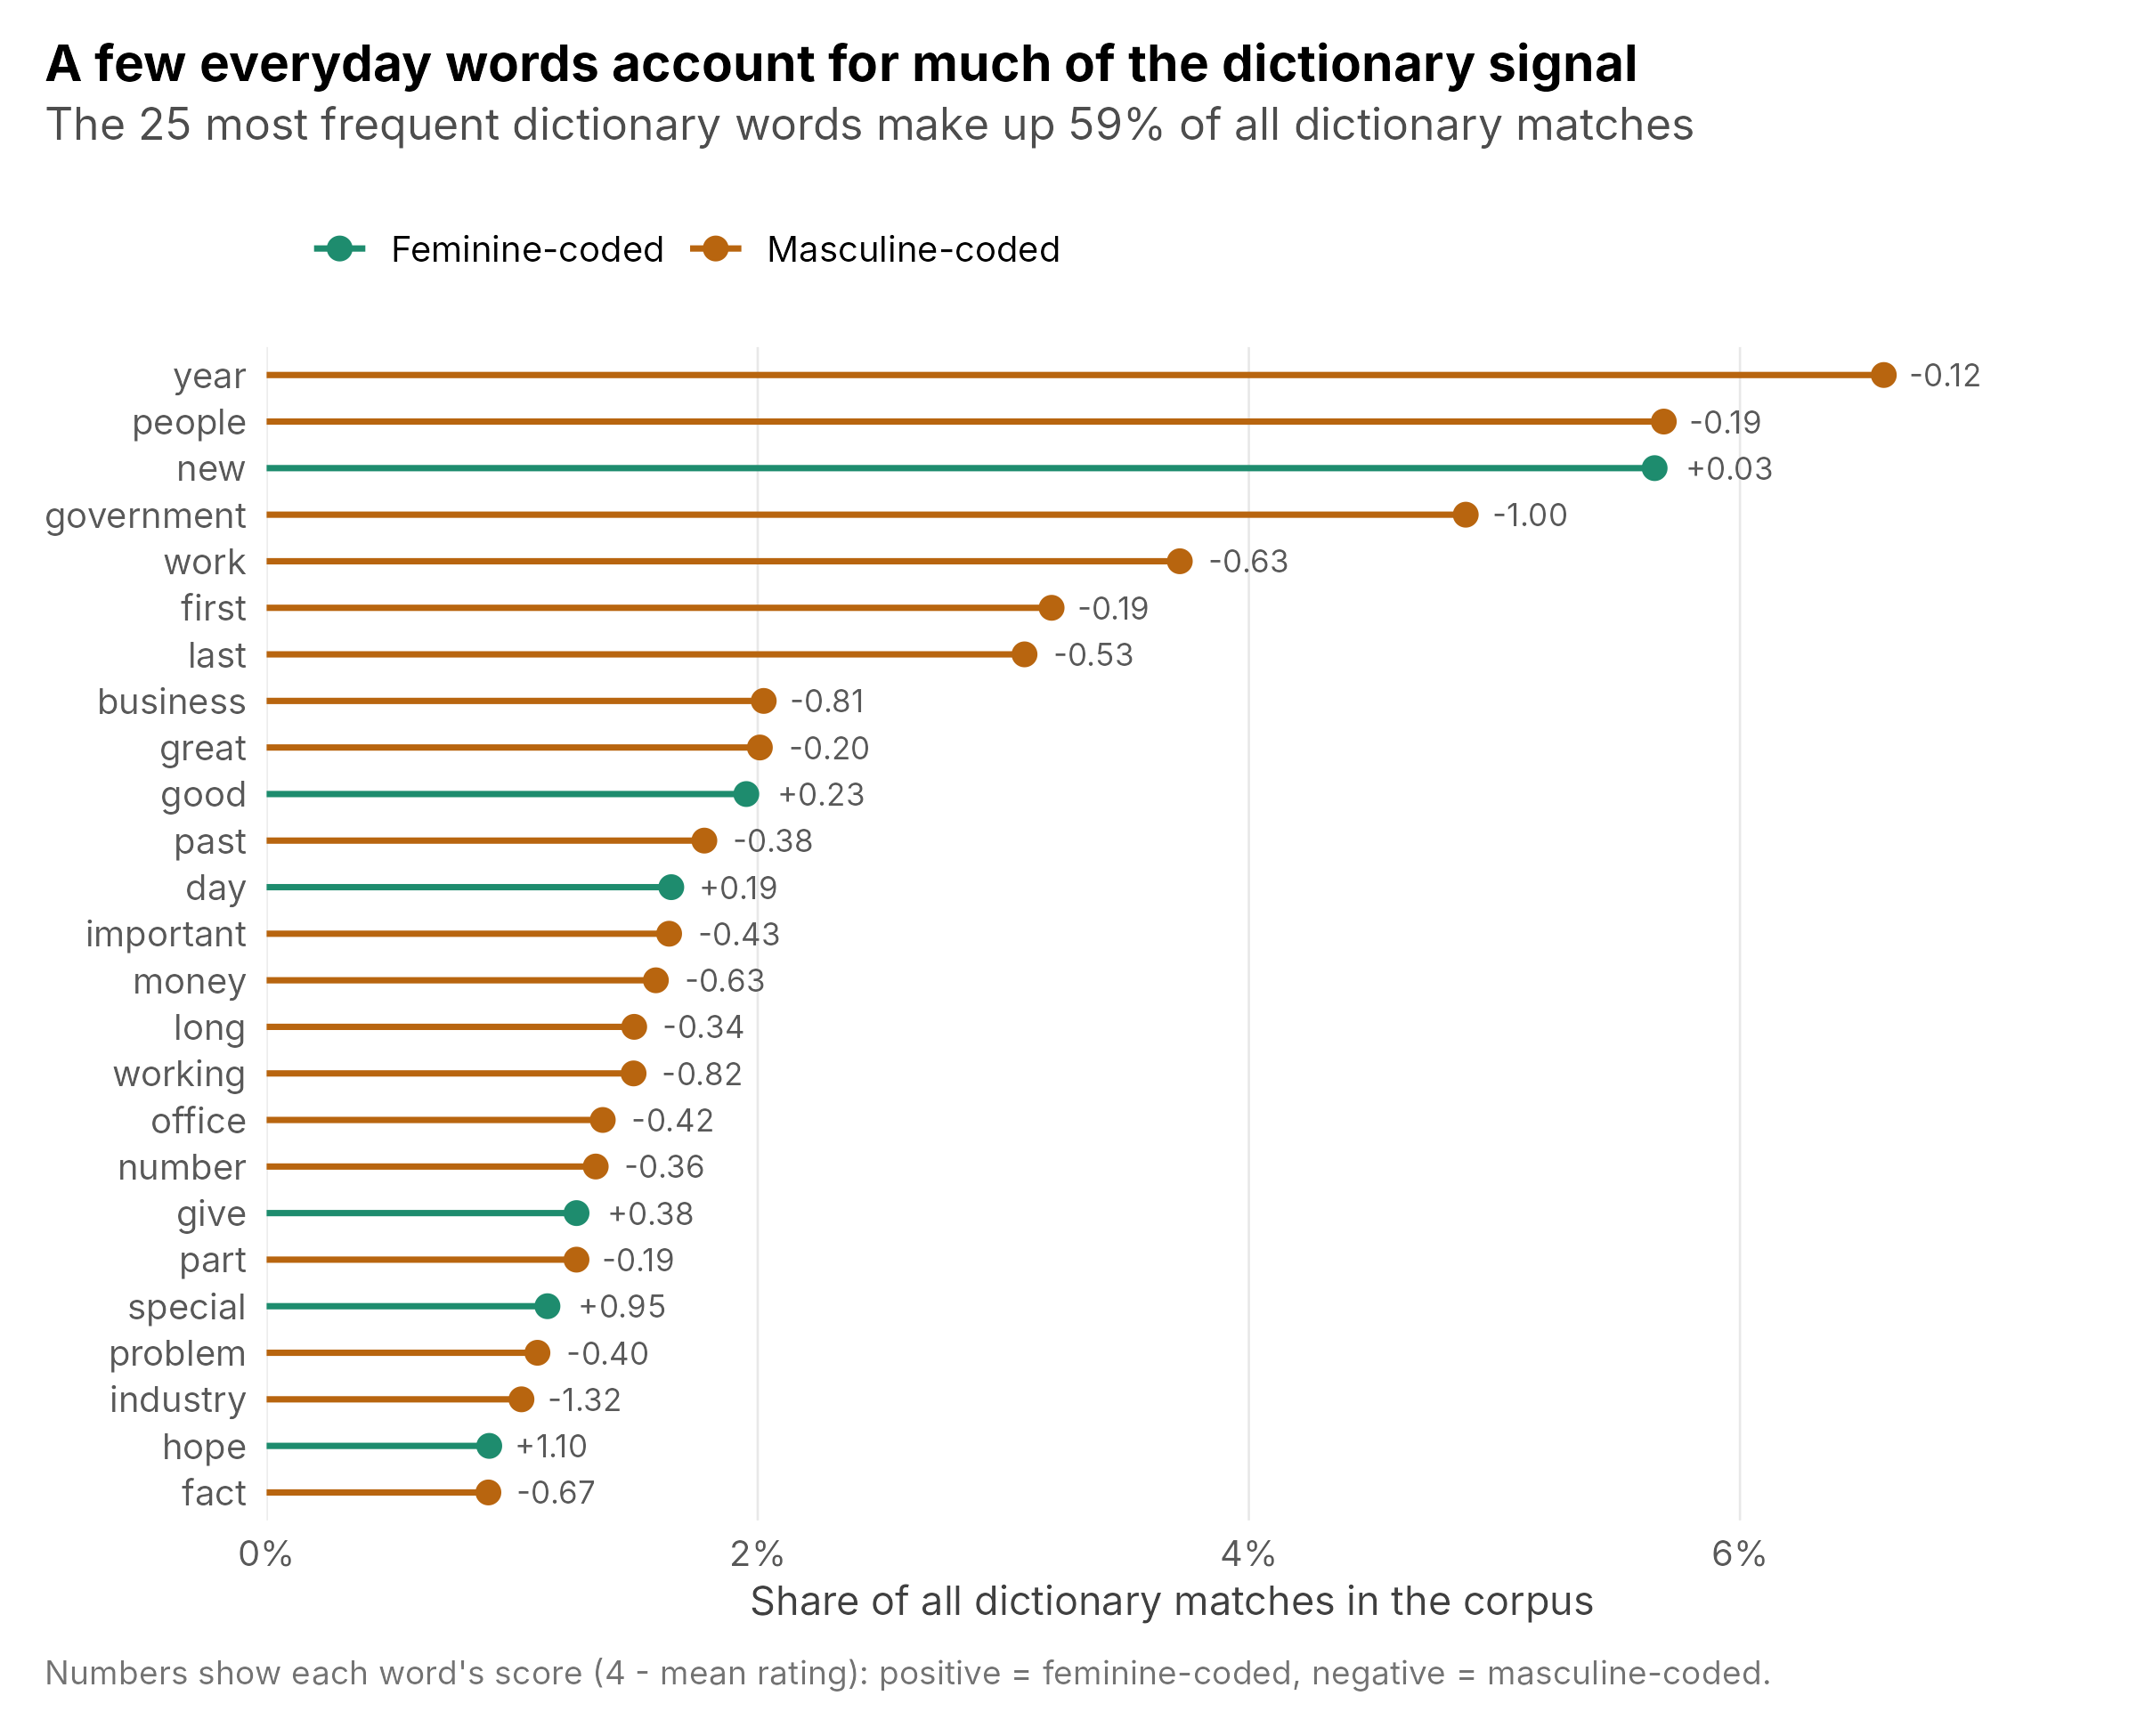 A few everyday words account for much of the dictionary signal
The 25 most frequent dictionary words make up 59% of all dictionary matches
Feminine-coded Masculine-coded
year -0.12
people -0.19
new +0.03
government -1.00
work -0.63
first -0.19
last -0.53
business -0.81
great -0.20
good +0.23
past -0.38
day +0.19
important -0.43
money -0.63
long -0.34
working -0.82
office -0.42
number -0.36
give +0.38
part -0.19
special +0.95
problem -0.40
industry -1.32
hope +1.10
fact -0.67
0% 2% 4% 6%
Share of all dictionary matches in the corpus
Numbers show each word's score (4 - mean rating): positive = feminine-coded, negative = masculine-coded.